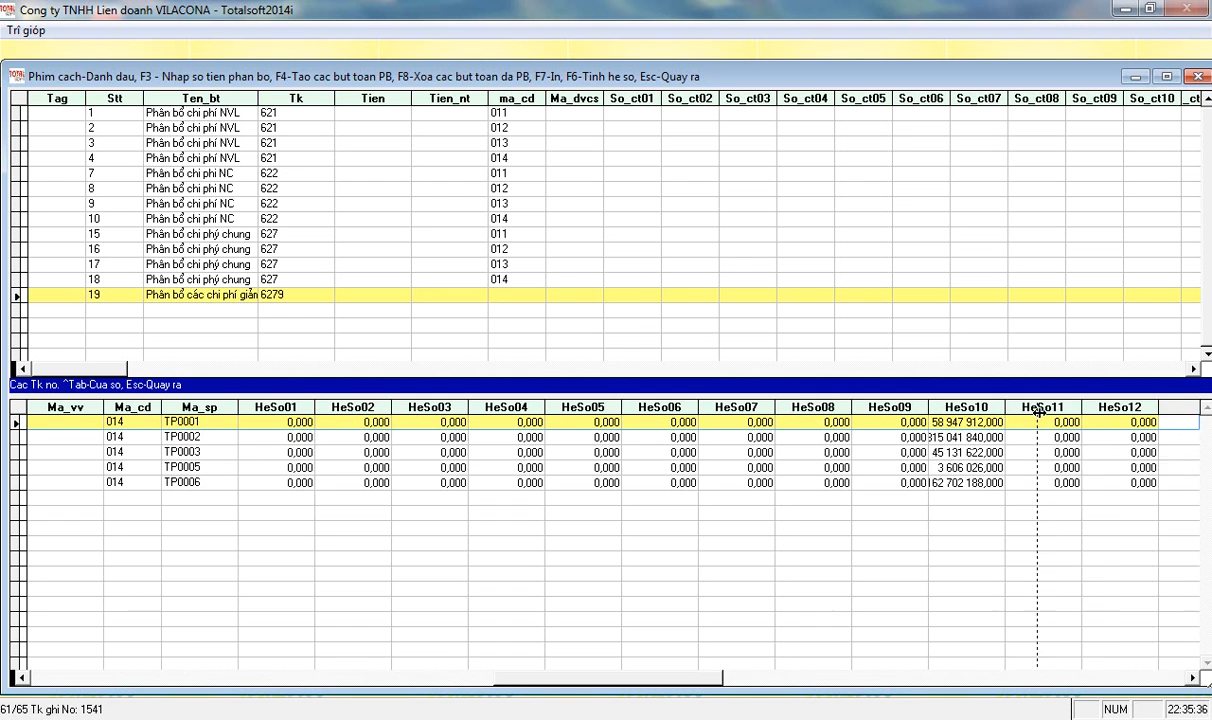 Cong ty TNHH Lien doanh VILACONA - Totalsoft2014i
Trî gióp
Phim cach-Danh dau, F3 - Nhap so tien phan bo, F4-Tao cac but toan PB, F8-Xoa cac but toan da PB, F7-In, F6-Tinh he so, Esc-Quay ra
Tag Stt Ten_bt Tk Tien Tien_nt ma_cd Ma_dvcs So_ct01 So_ct02 So_ct03 So_ct04 So_ct05 So_ct06 So_ct07 So_ct08 So_ct09 So_ct10 _ct
1 Phân bổ chi phí NVL 621 011
2 Phân bổ chi phí NVL 621 012
3 Phân bổ chi phí NVL 621 013
4 Phân bổ chi phí NVL 621 014
7 Phân bổ chi phí NC 622 011
8 Phân bổ chi phí NC 622 012
9 Phân bổ chi phí NC 622 013
10 Phân bổ chi phí NC 622 014
15 Phân bổ chi phý chung 627 011
16 Phân bổ chi phý chung 627 012
17 Phân bổ chi phý chung 627 013
18 Phân bổ chi phý chung 627 014
19 Phân bổ các chi phí giản 6279
Cac Tk no. ^Tab-Cua so, Esc-Quay ra
Ma_vv Ma_cd Ma_sp HeSo01 HeSo02 HeSo03 HeSo04 HeSo05 HeSo06 HeSo07 HeSo08 HeSo09 HeSo10 HeSo11 HeSo12
014 TP0001 0,000 0,000 0,000 0,000 0,000 0,000 0,000 0,000 0,000 58 947 912,000 0,000 0,000
014 TP0002 0,000 0,000 0,000 0,000 0,000 0,000 0,000 0,000 0,000 315 041 840,000 0,000 0,000
014 TP0003 0,000 0,000 0,000 0,000 0,000 0,000 0,000 0,000 0,000 45 131 622,000 0,000 0,000
014 TP0005 0,000 0,000 0,000 0,000 0,000 0,000 0,000 0,000 0,000 3 606 026,000 0,000 0,000
014 TP0006 0,000 0,000 0,000 0,000 0,000 0,000 0,000 0,000 0,000 62 702 188,000 0,000 0,000
61/65 Tk ghi No: 1541 NUM 22:35:36